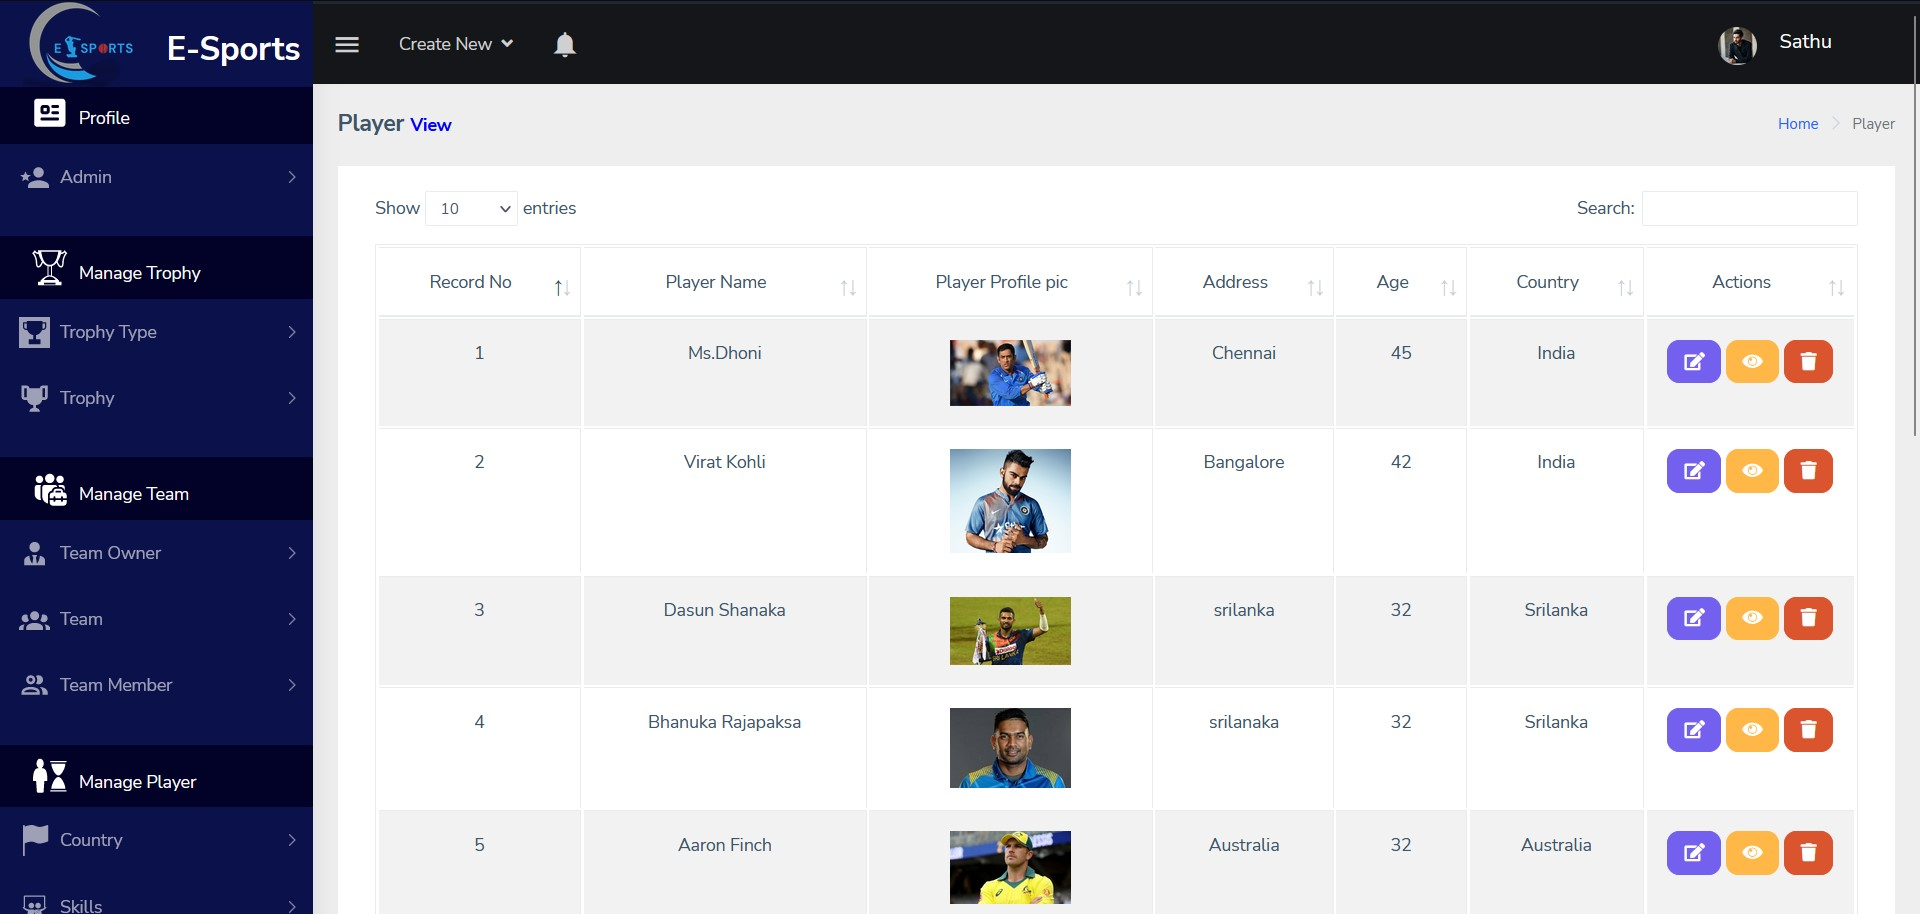 E SPORTS
E-Sports
Create New
Sathu
Profile
Admin
Manage Trophy
Trophy Type
Trophy
Manage Team
Team Owner
Team
Team Member
Manage Player
Country
Skills
Player View
Home Player
Show 10 entries
Search:
Record No Player Name Player Profile pic Address Age Country Actions
1 Ms.Dhoni Chennai 45 India
2 Virat Kohli Bangalore 42 India
3 Dasun Shanaka srilanka 32 Srilanka
4 Bhanuka Rajapaksa srilanaka 32 Srilanka
5 Aaron Finch Australia 32 Australia